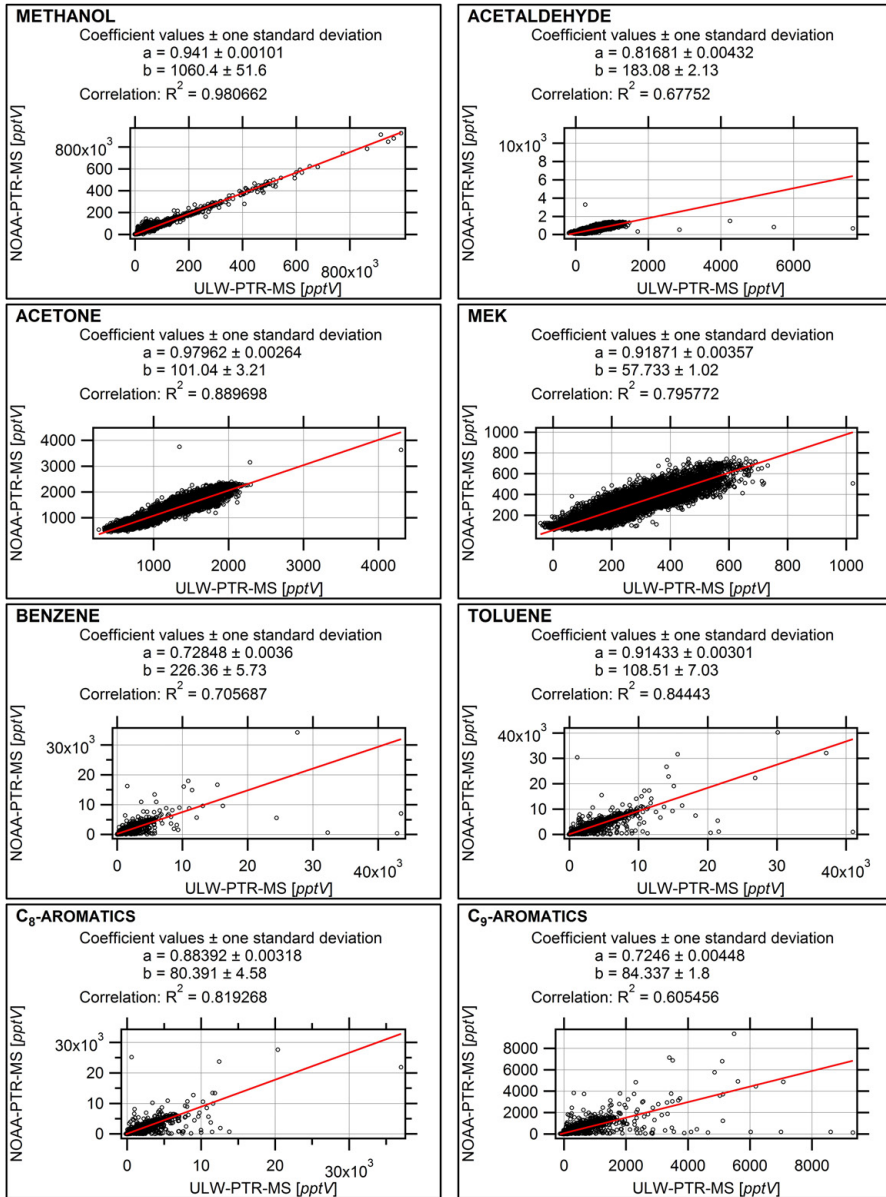 METHANOL
Coefficient values ± one standard deviation
a = 0.941 ± 0.00101
b = 1060.4 ± 51.6
Correlation: R² = 0.980662
NOAA-PTR-MS [pptV]
800x10³
600
400
200
0
0 200 400 600
800x10³
ULW-PTR-MS [pptV]
ACETALDEHYDE
Coefficient values ± one standard deviation
a = 0.81681 ± 0.00432
b = 183.08 ± 2.13
Correlation: R² = 0.67752
NOAA-PTR-MS [pptV]
10x10³
8
6
4
2
0
0 2000 4000 6000
ULW-PTR-MS [pptV]
ACETONE
Coefficient values ± one standard deviation
a = 0.97962 ± 0.00264
b = 101.04 ± 3.21
Correlation: R² = 0.889698
NOAA-PTR-MS [pptV]
4000
3000
2000
1000
1000 2000 3000 4000
ULW-PTR-MS [pptV]
MEK
Coefficient values ± one standard deviation
a = 0.91871 ± 0.00357
b = 57.733 ± 1.02
Correlation: R² = 0.795772
NOAA-PTR-MS [pptV]
1000
800
600
400
200
0 200 400 600 800 1000
ULW-PTR-MS [pptV]
BENZENE
Coefficient values ± one standard deviation
a = 0.72848 ± 0.0036
b = 226.36 ± 5.73
Correlation: R² = 0.705687
NOAA-PTR-MS [pptV]
30x10³
20
10
0
0 10 20 30
40x10³
ULW-PTR-MS [pptV]
TOLUENE
Coefficient values ± one standard deviation
a = 0.91433 ± 0.00301
b = 108.51 ± 7.03
Correlation: R² = 0.84443
NOAA-PTR-MS [pptV]
40x10³
30
20
10
0
0 10 20 30
40x10³
ULW-PTR-MS [pptV]
C₈-AROMATICS
Coefficient values ± one standard deviation
a = 0.88392 ± 0.00318
b = 80.391 ± 4.58
Correlation: R² = 0.819268
NOAA-PTR-MS [pptV]
30x10³
20
10
0
0 10 20
30x10³
ULW-PTR-MS [pptV]
C₉-AROMATICS
Coefficient values ± one standard deviation
a = 0.7246 ± 0.00448
b = 84.337 ± 1.8
Correlation: R² = 0.605456
NOAA-PTR-MS [pptV]
8000
6000
4000
2000
0
0 2000 4000 6000 8000
ULW-PTR-MS [pptV]